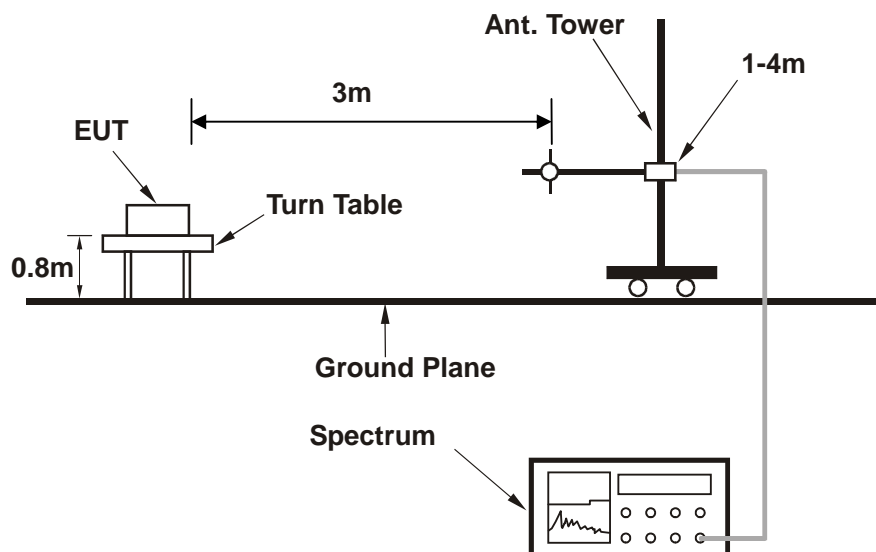 Ant. Tower
1-4m
3m
EUT
Turn Table
0.8m
Ground Plane
Spectrum